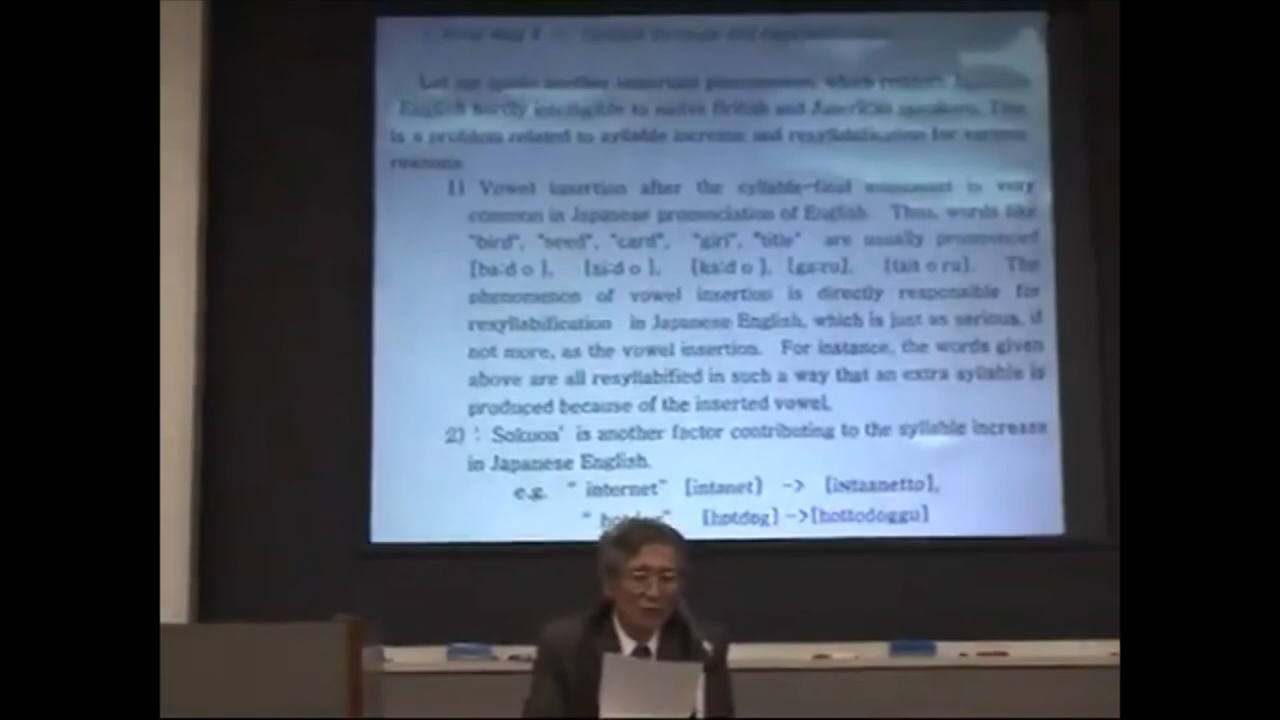 Let me quote another important phenomenon, which renders
English hardly intelligible to native British and American speakers. This
is a problem related to syllable increase and resyllabification for various
reasons.
1) Vowel insertion after the syllable-final consonant is very
common in Japanese pronunciation of English. Thus, words like
"bird", "seed", "card", "girl", "title" are usually pronounced
[ba:do], [si:do], [ka:do], [ga:ru], The
phenomenon of vowel insertion is directly responsible for
resyllabification in Japanese English, which is just as serious, if
not more, as the vowel insertion. For instance, the words given
above are all resyllabified in such a way that an extra syllable is
produced because of the inserted vowel.
2) ' Sokuon' is another factor contributing to the syllable increase
in Japanese English.
e.g. " internet" [intanet] -> [iNtaanetto],
[hotdog] ->[hottodoggu]